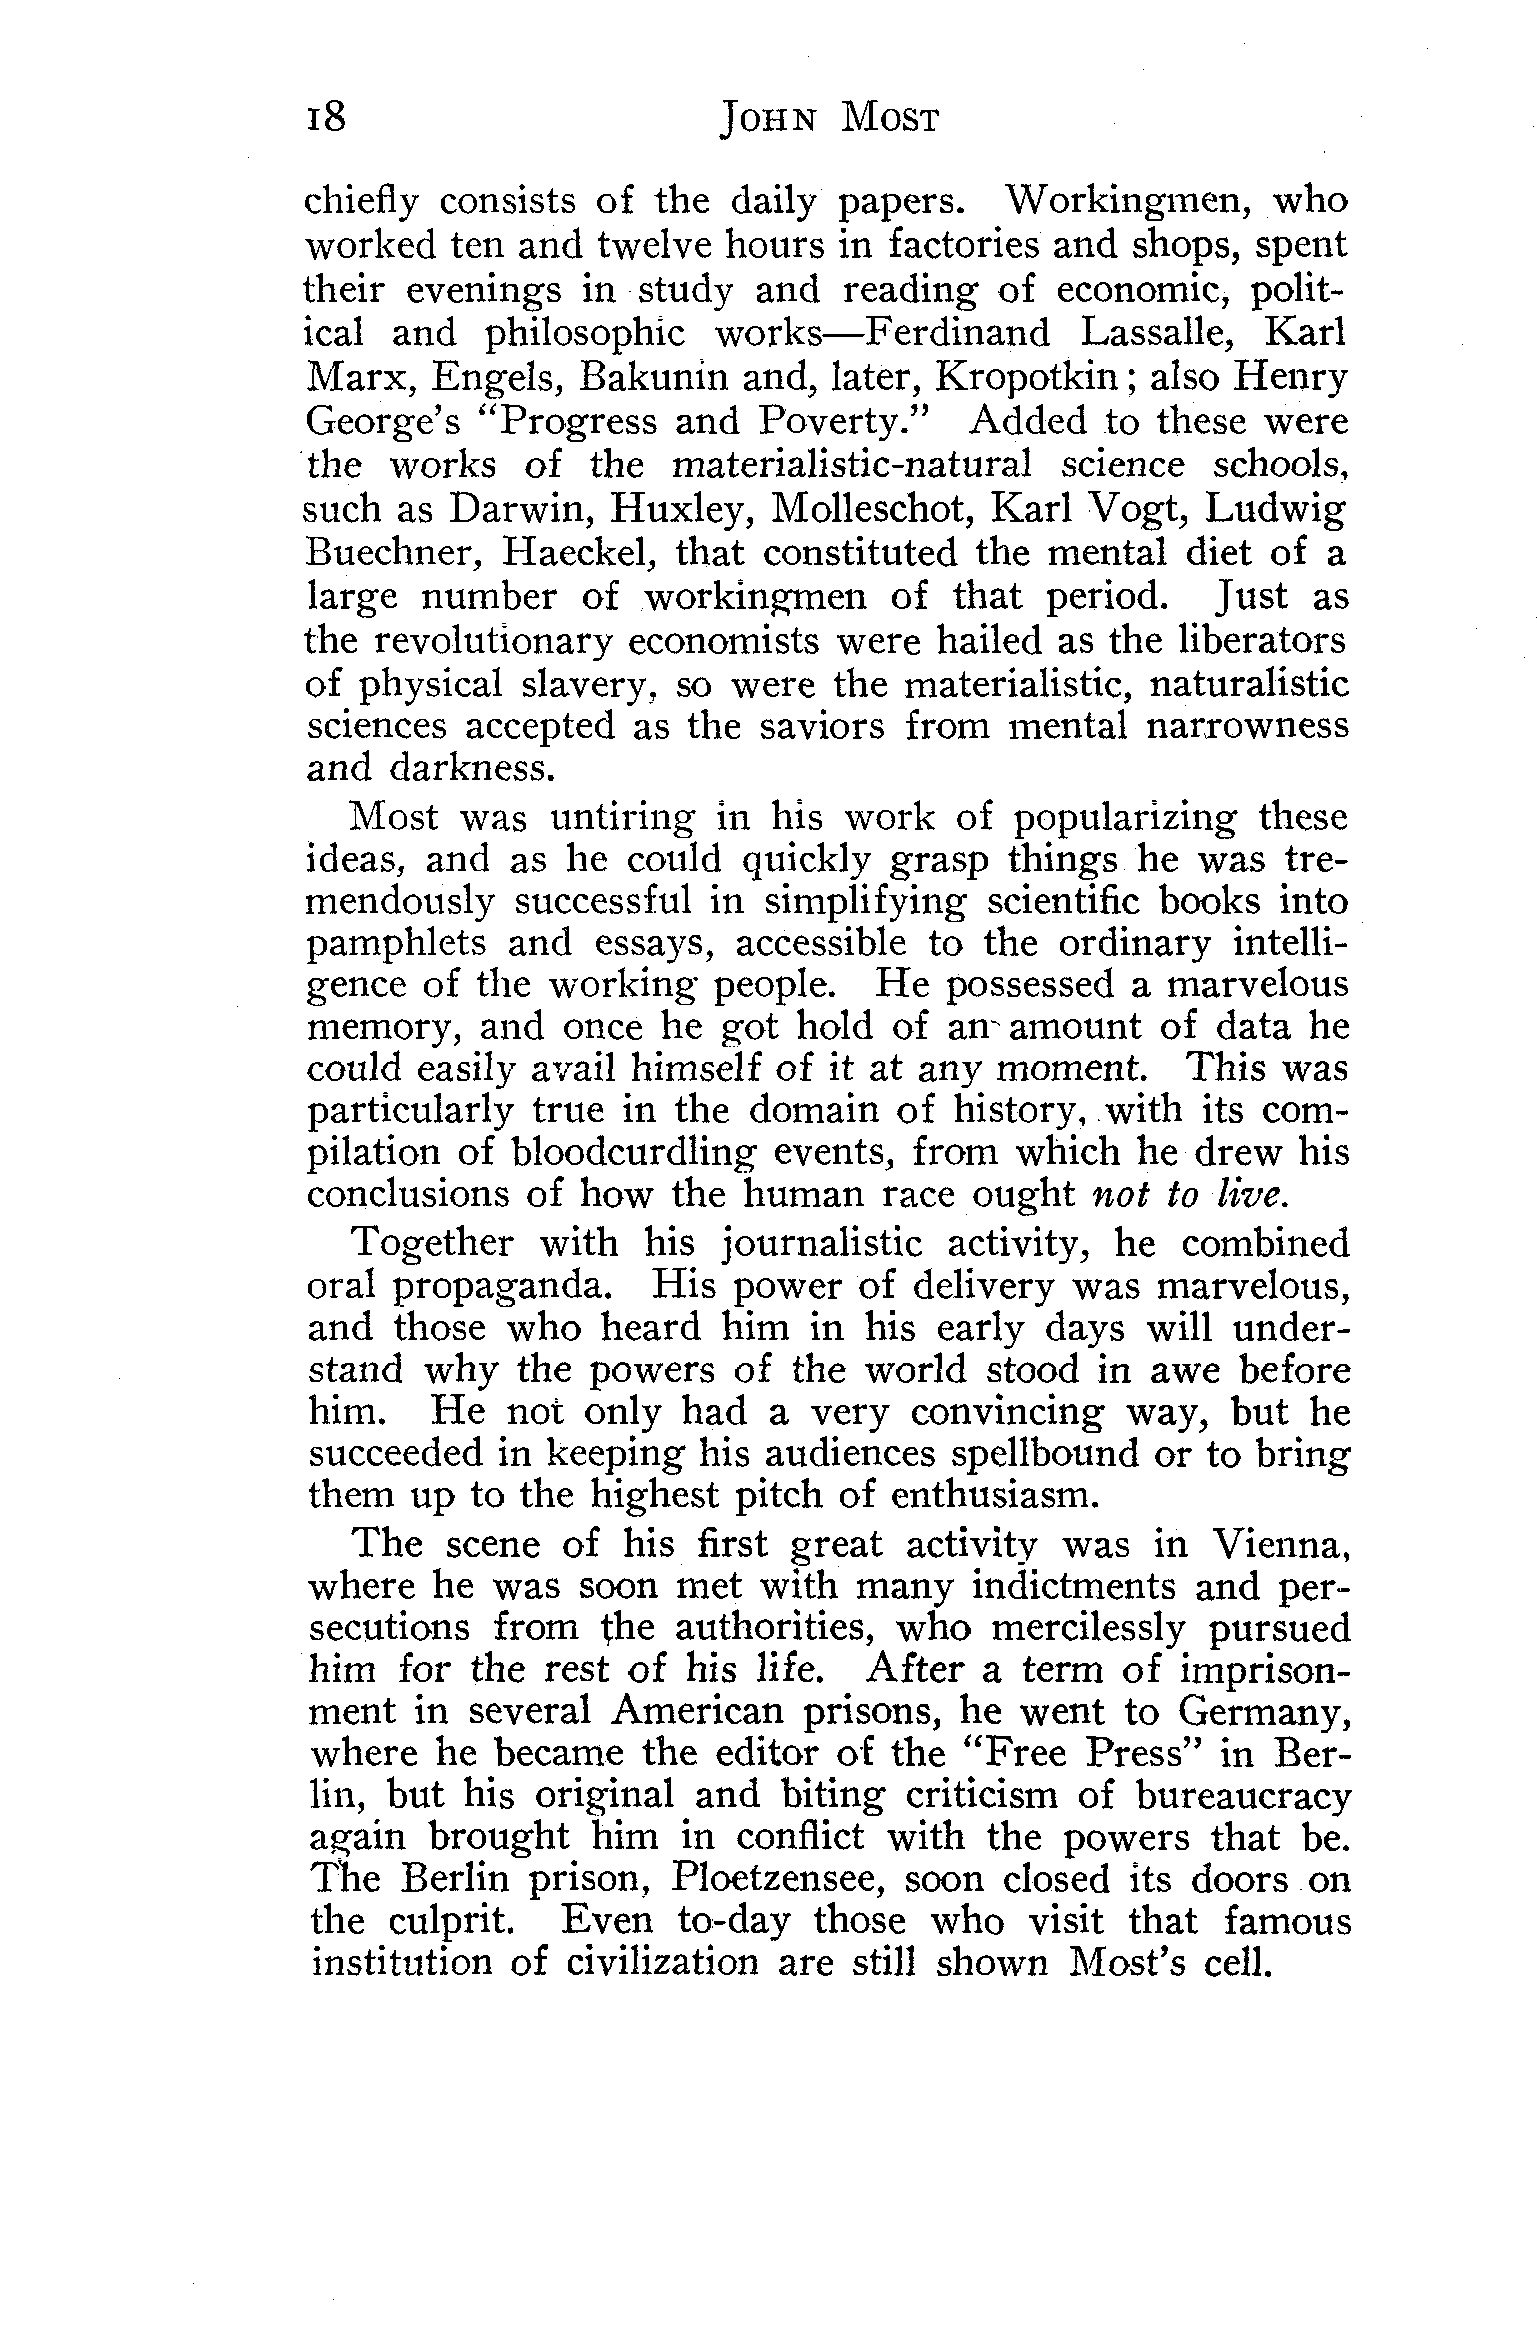 18 JOHN MOST
chiefly consists of the daily papers. Workingmen, who
worked ten and twelve hours in factories and shops, spent
their evenings in study and reading of economic, polit-
ical and philosophic works—Ferdinand Lassalle, Karl
Marx, Engels, Bakunin and, later, Kropotkin; also Henry
George's “Progress and Poverty.” Added to these were
the works of the materialistic-natural science schools,
such as Darwin, Huxley, Molleschot, Karl Vogt, Ludwig
Buechner, Haeckel, that constituted the mental diet of a
large number of workingmen of that period. Just as
the revolutionary economists were hailed as the liberators
of physical slavery, so were the materialistic, naturalistic
sciences accepted as the saviors from mental narrowness
and darkness.
Most was untiring in his work of popularizing these
ideas, and as he could quickly grasp things he was tre-
mendously successful in simplifying scientific books into
pamphlets and essays, accessible to the ordinary intelli-
gence of the working people. He possessed a marvelous
memory, and once he got hold of an amount of data he
could easily avail himself of it at any moment. This was
particularly true in the domain of history, with its com-
pilation of bloodcurdling events, from which he drew his
conclusions of how the human race ought not to live.
Together with his journalistic activity, he combined
oral propaganda. His power of delivery was marvelous,
and those who heard him in his early days will under-
stand why the powers of the world stood in awe before
him. He not only had a very convincing way, but he
succeeded in keeping his audiences spellbound or to bring
them up to the highest pitch of enthusiasm.
The scene of his first great activity was in Vienna,
where he was soon met with many indictments and per-
secutions from the authorities, who mercilessly pursued
him for the rest of his life. After a term of imprison-
ment in several American prisons, he went to Germany,
where he became the editor of the “Free Press” in Ber-
lin, but his original and biting criticism of bureaucracy
again brought him in conflict with the powers that be.
The Berlin prison, Ploetzensee, soon closed its doors on
the culprit. Even to-day those who visit that famous
institution of civilization are still shown Most's cell.